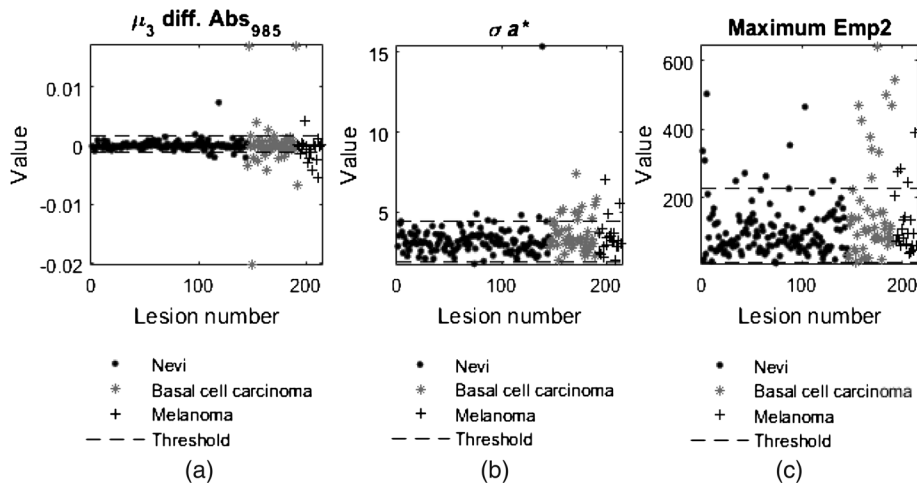 μ₃ diff. Abs₉₈₅
0.01
0
-0.01
-0.02
Value
0 100 200
Lesion number
Nevi
Basal cell carcinoma
Melanoma
Threshold
(a)
σ a*
15
10
5
Value
0 100 200
Lesion number
Nevi
Basal cell carcinoma
Melanoma
Threshold
(b)
Maximum Emp2
600
400
200
Value
0 100 200
Lesion number
Nevi
Basal cell carcinoma
Melanoma
Threshold
(c)